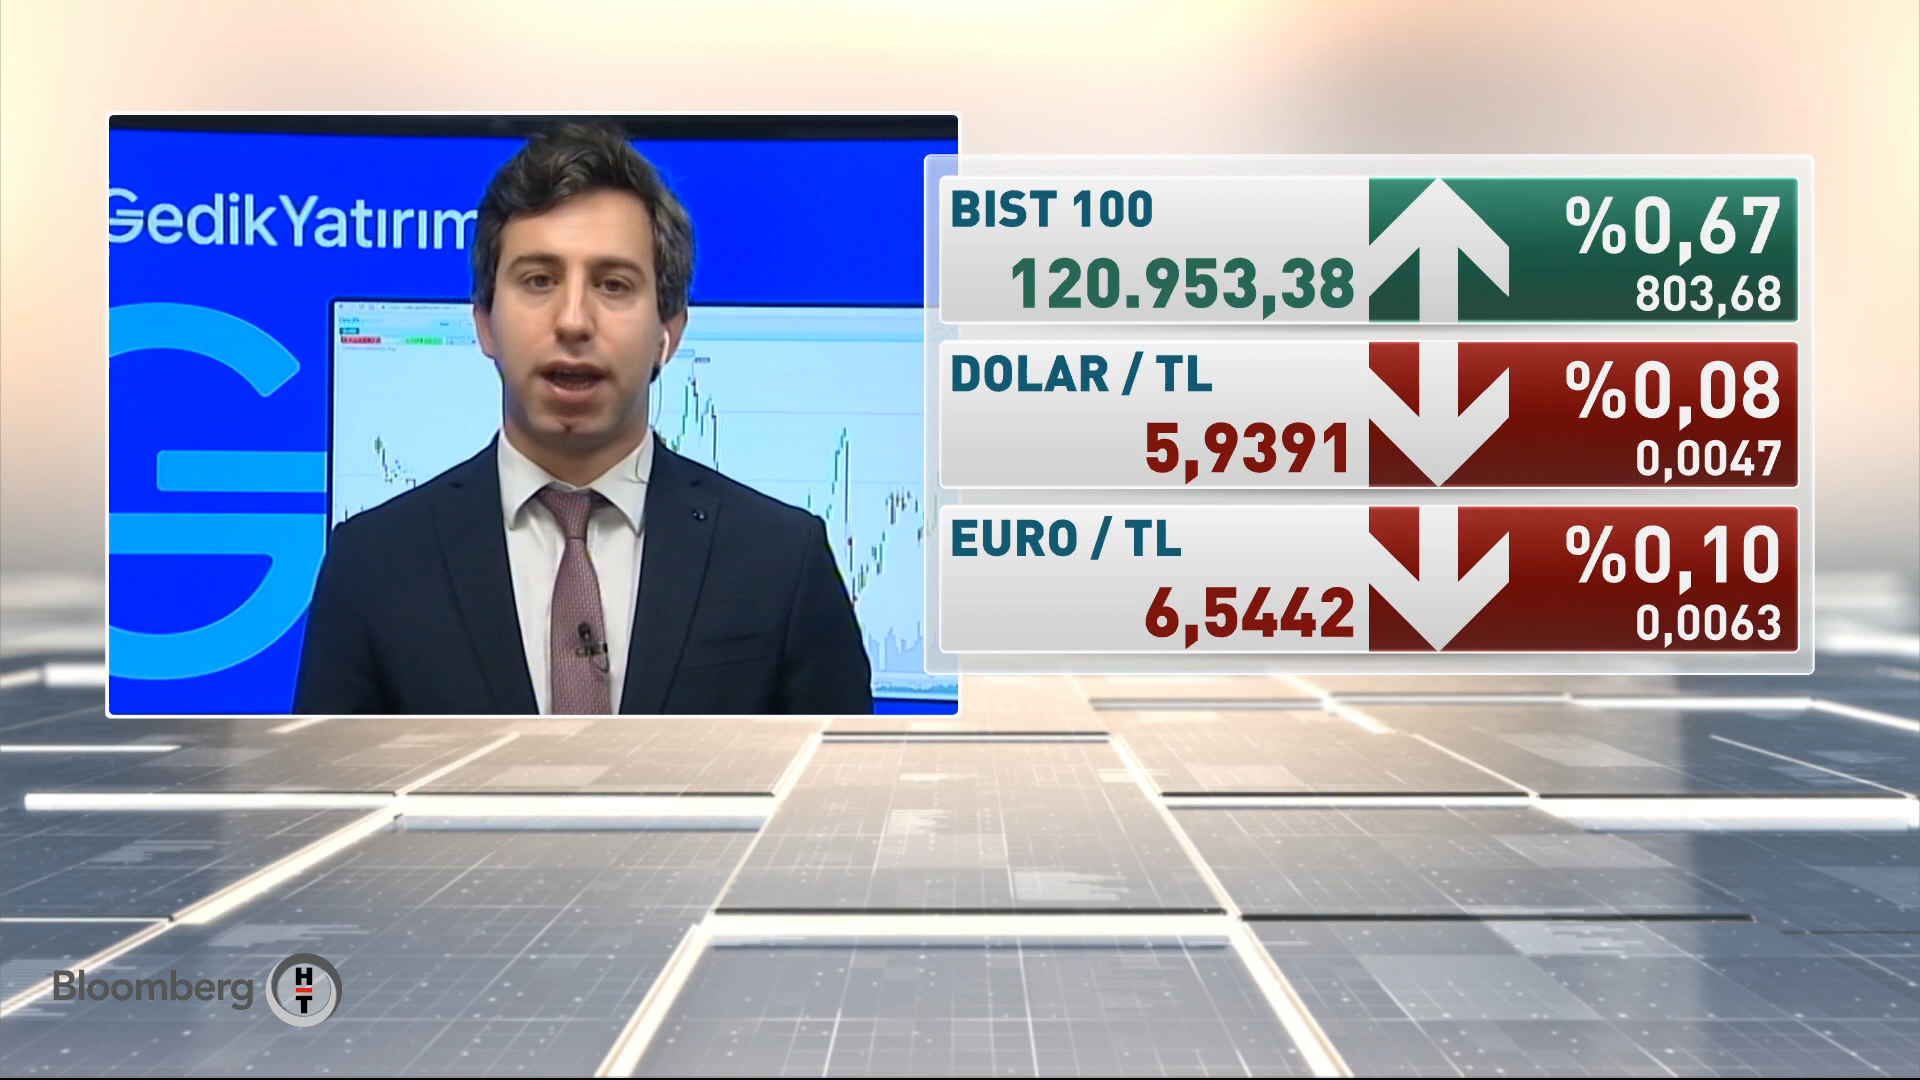 GedikYatırım
BIST 100
120.953,38
%0,67
803,68
DOLAR / TL
5,9391
%0,08
0,0047
EURO / TL
6,5442
%0,10
0,0063
Bloomberg HT